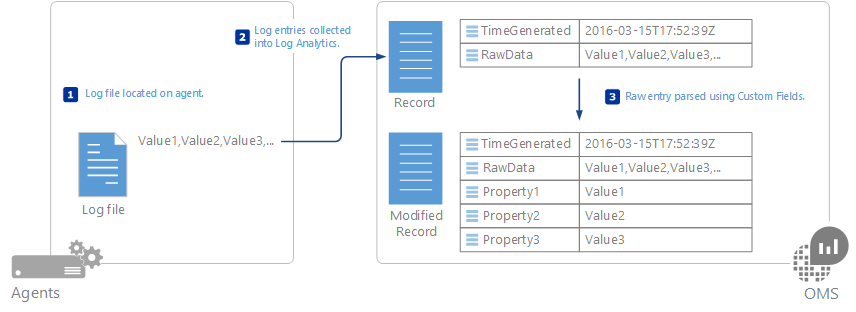 1 Log file located on agent.
Value1,Value2,Value3,...
Log file
Agents
2 Log entries collected
into Log Analytics.
Record
TimeGenerated 2016-03-15T17:52:39Z
RawData Value1,Value2,Value3,...
3 Raw entry parsed using Custom Fields.
Modified
Record
TimeGenerated 2016-03-15T17:52:39Z
RawData Value1,Value2,Value3,...
Property1 Value1
Property2 Value2
Property3 Value3
OMS